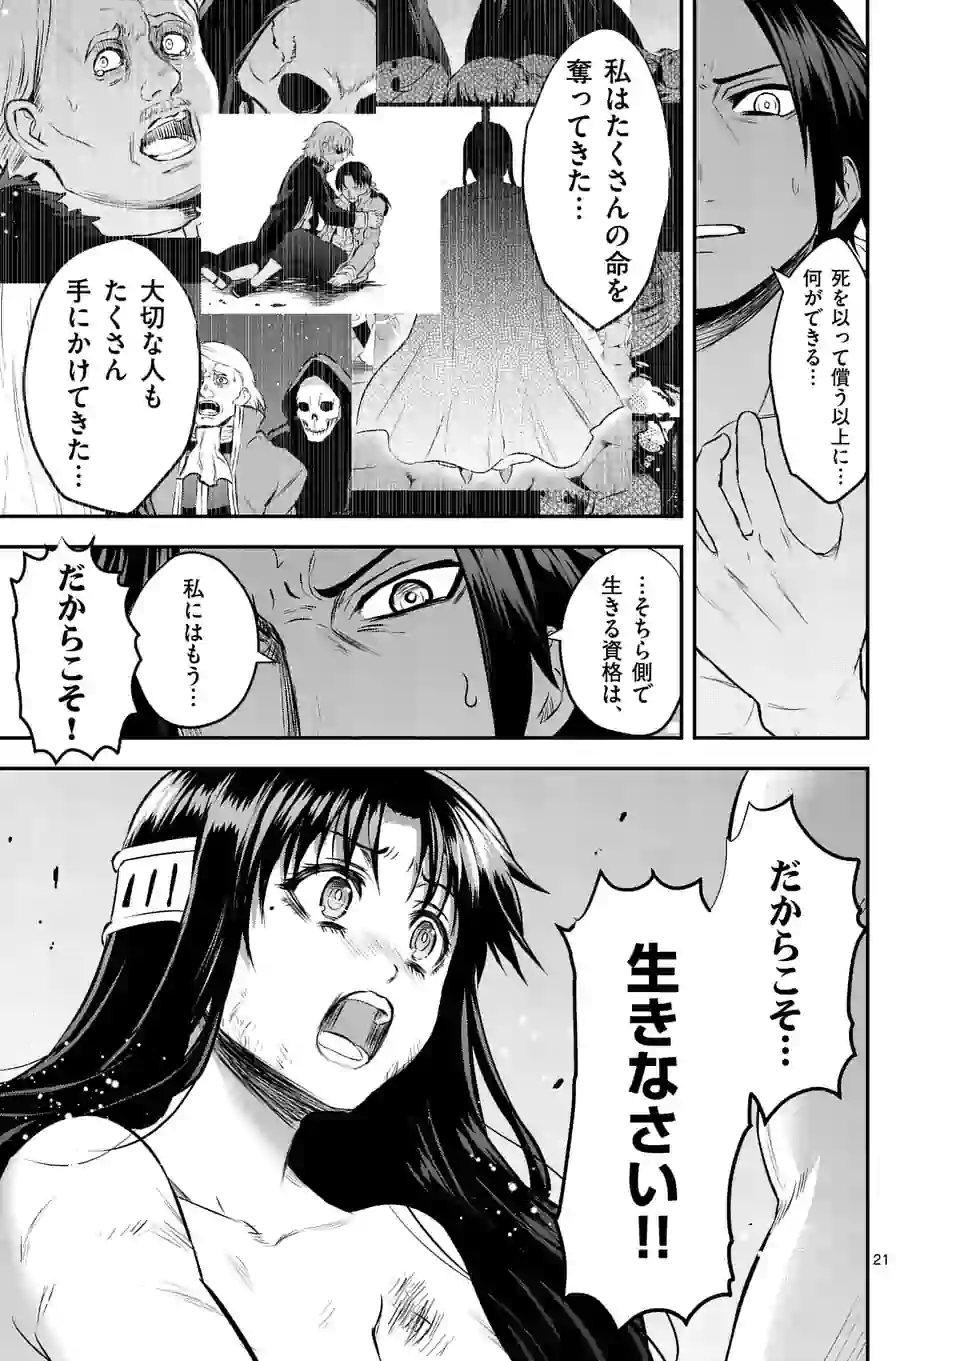 死を以って償う以上に…
何ができる…
私はたくさんの命を
奪ってきた…
大切な人も
たくさん
手にかけてきた…
…そちら側で
生きる資格は、
私にはもう…
だからこそ！
だからこそ…
生きなさい!!
21